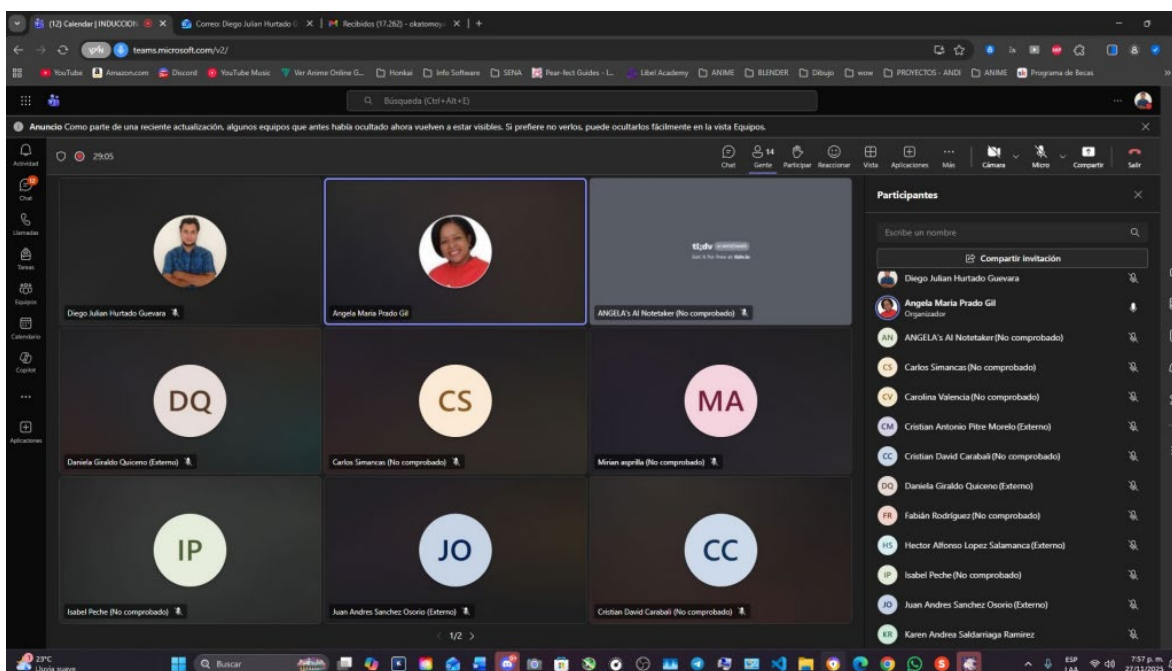 (12) Calendar | INDUCCION
Correo: Diego Julian Hurtado G
Recibidos (17.262) - okatomoy
teams.microsoft.com/v2/
YouTube
Amazon.com
Discord
YouTube Music
Ver Anime Online G...
Honkai
Info Software
SENA
Pear-fect Guides - L...
Libel Academy
ANIME
BLENDER
Dibujo
wow
PROYECTOS - ANDI
ANIME
Programa de Becas
Búsqueda (Ctrl+Alt+E)
Anuncio Como parte de una reciente actualización, algunos equipos que antes había ocultado ahora vuelven a estar visibles. Si prefiere no verlos, puede ocultarlos fácilmente en la vista Equipos.
Actividad
Chat
Llamadas
Tareas
Equipos
Calendario
Copilot
Aplicaciones
29:05
Chat
14
Gente
Participar
Reaccionar
Vista
Aplicaciones
Más
Cámara
Micro
Compartir
Salir
Diego Julian Hurtado Guevara
Angela Maria Prado Gil
tl;dv
ANGELA's AI Notetaker (No comprobado)
DQ
Daniela Giraldo Quiceno (Externo)
CS
Carlos Simancas (No comprobado)
MA
Mirian asprilla (No comprobado)
IP
Isabel Peche (No comprobado)
JO
Juan Andres Sanchez Osorio (Externo)
CC
Cristian David Carabali (No comprobado)
1/2
Participantes
Escribe un nombre
Compartir invitación
Diego Julian Hurtado Guevara
Angela Maria Prado Gil
Organizador
AN ANGELA's AI Notetaker (No comprobado)
CS Carlos Simancas (No comprobado)
CV Carolina Valencia (No comprobado)
CM Cristian Antonio Pitre Morelo (Externo)
CC Cristian David Carabali (No comprobado)
DQ Daniela Giraldo Quiceno (Externo)
FR Fabián Rodríguez (No comprobado)
HS Hector Alfonso Lopez Salamanca (Externo)
IP Isabel Peche (No comprobado)
JO Juan Andres Sanchez Osorio (Externo)
KR Karen Andrea Saldarriaga Ramirez
23°C
Lluvia suave
Buscar
ESP
LAA
7:57 p. m.
27/11/2025